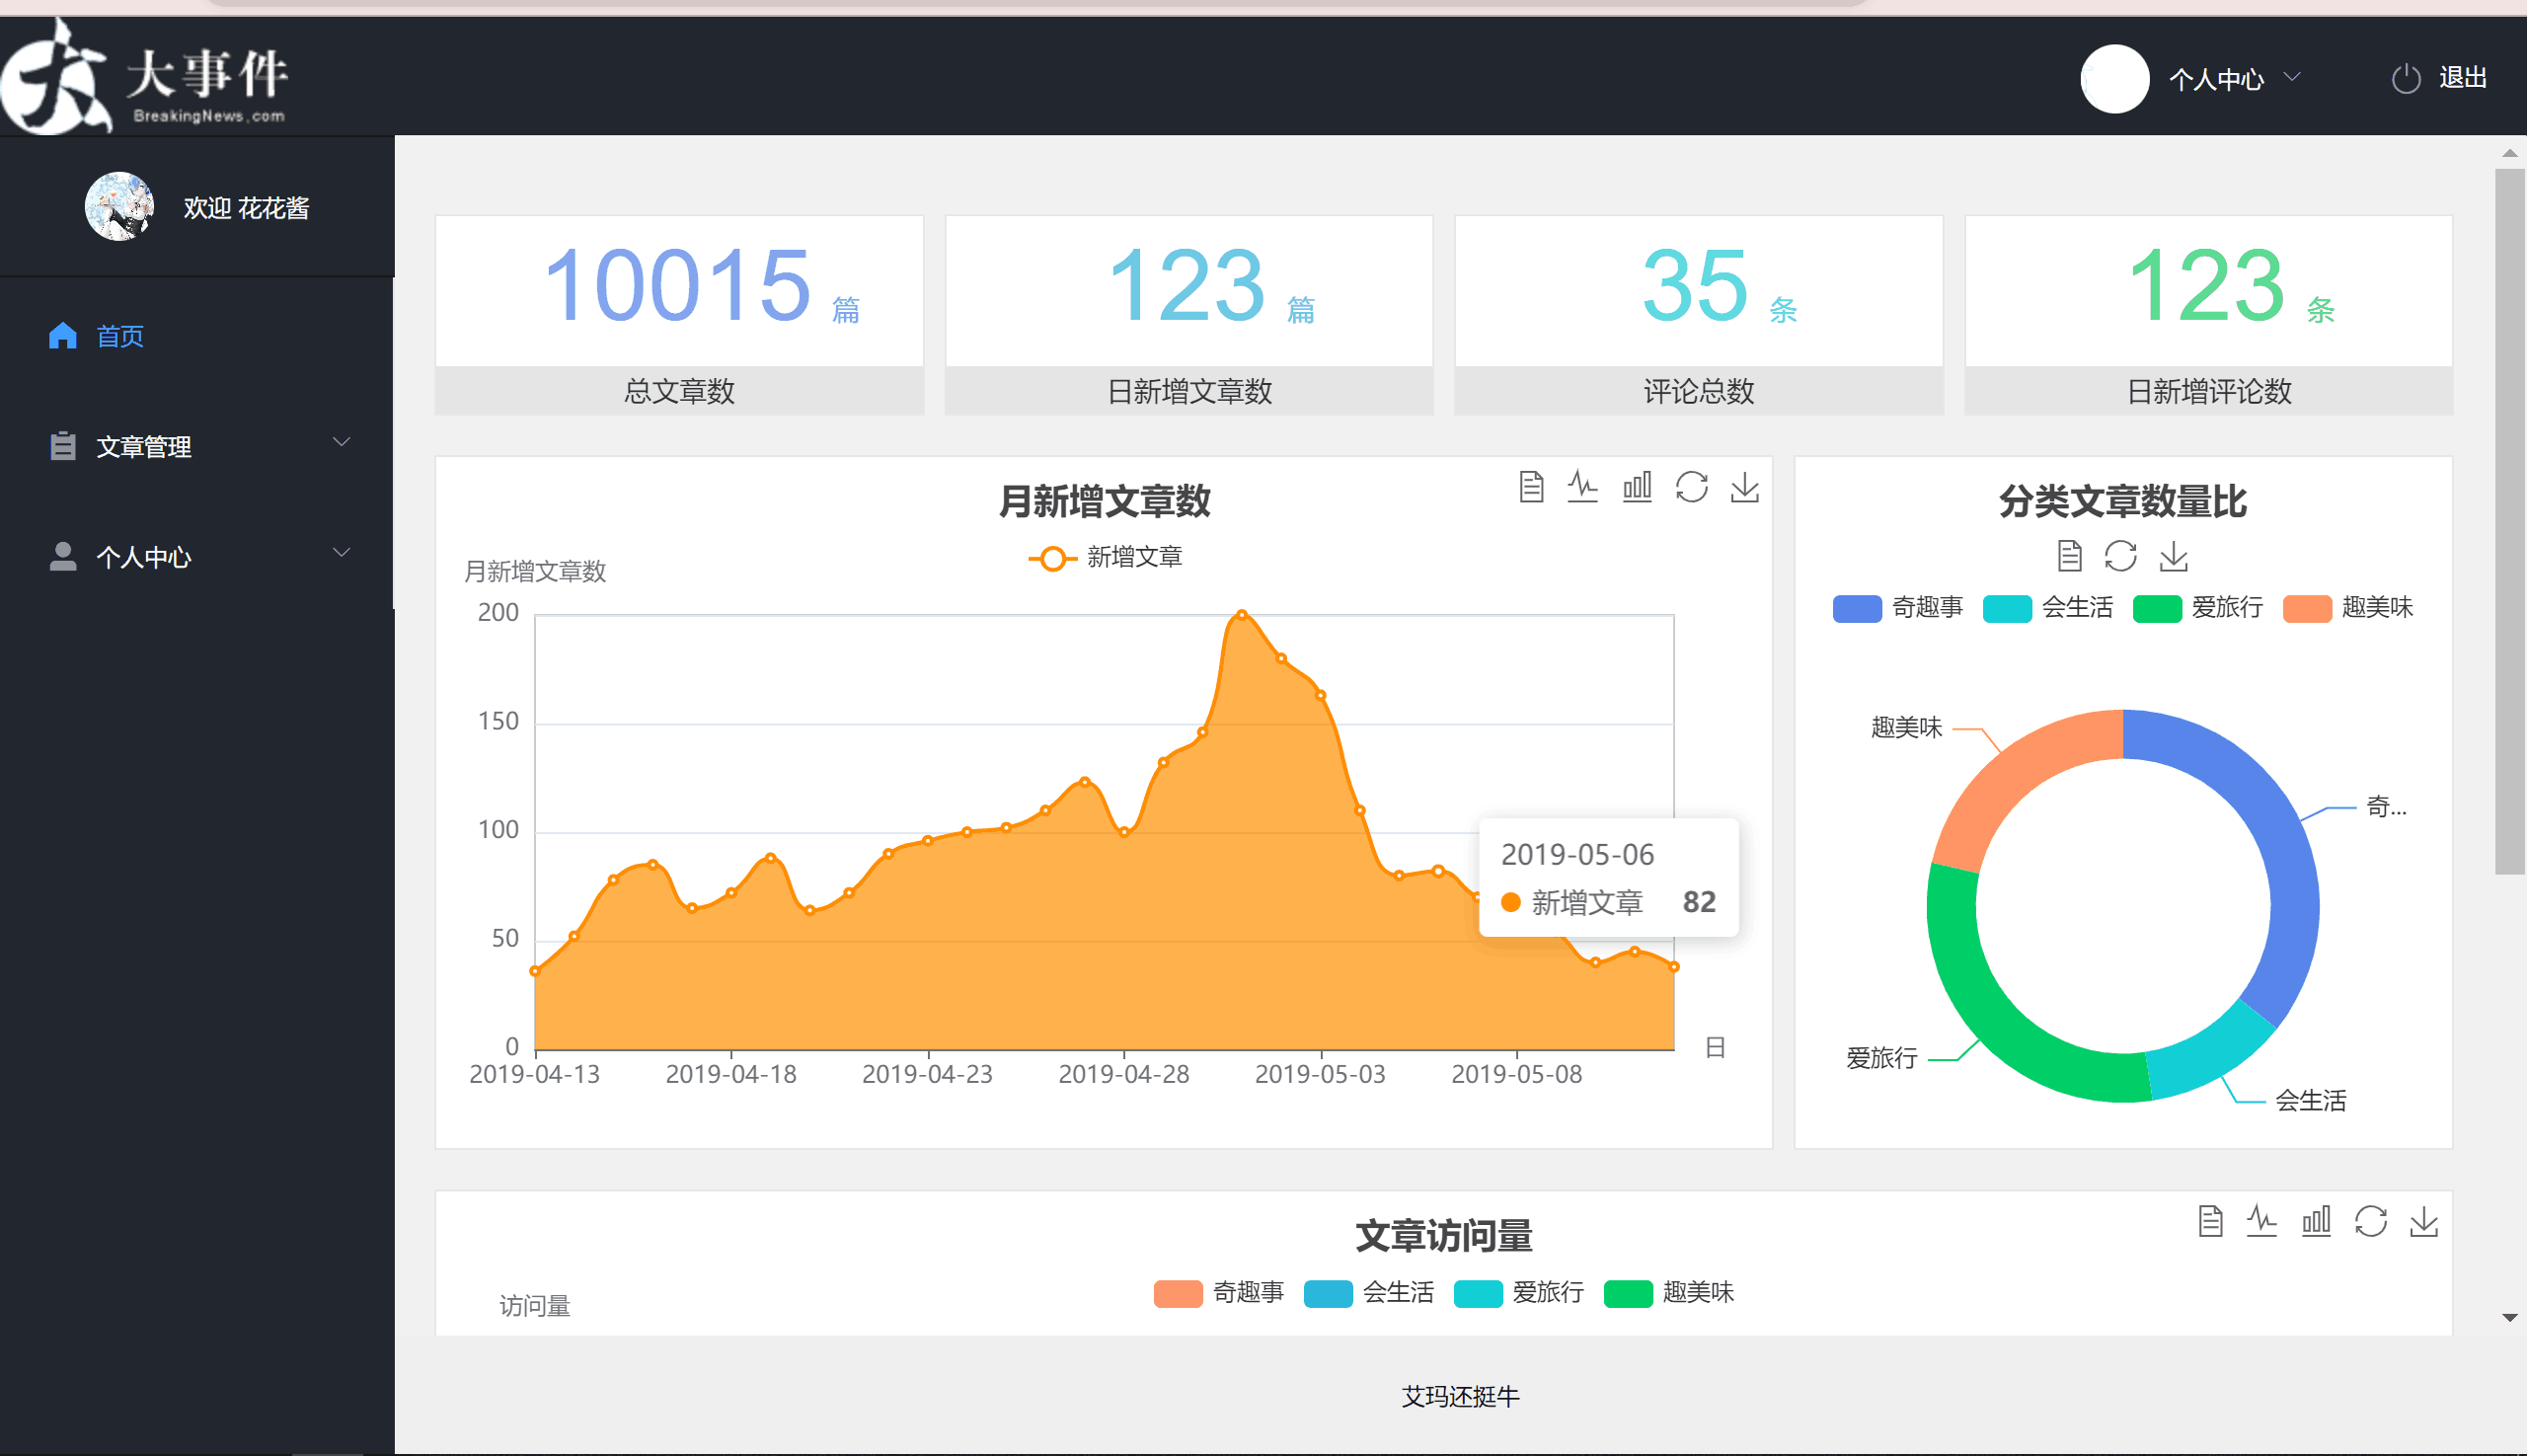 大事件
BreakingNews.com
个人中心
退出
欢迎 花花酱
首页
文章管理
个人中心
10015 篇
总文章数
123 篇
日新增文章数
35 条
评论总数
123 条
日新增评论数
月新增文章数
新增文章
月新增文章数
200
150
100
50
0
2019-04-13
2019-04-18
2019-04-23
2019-04-28
2019-05-03
2019-05-08
日
2019-05-06
新增文章 82
分类文章数量比
奇趣事 会生活 爱旅行 趣美味
趣美味
奇...
爱旅行
会生活
文章访问量
奇趣事 会生活 爱旅行 趣美味
访问量
艾玛还挺牛